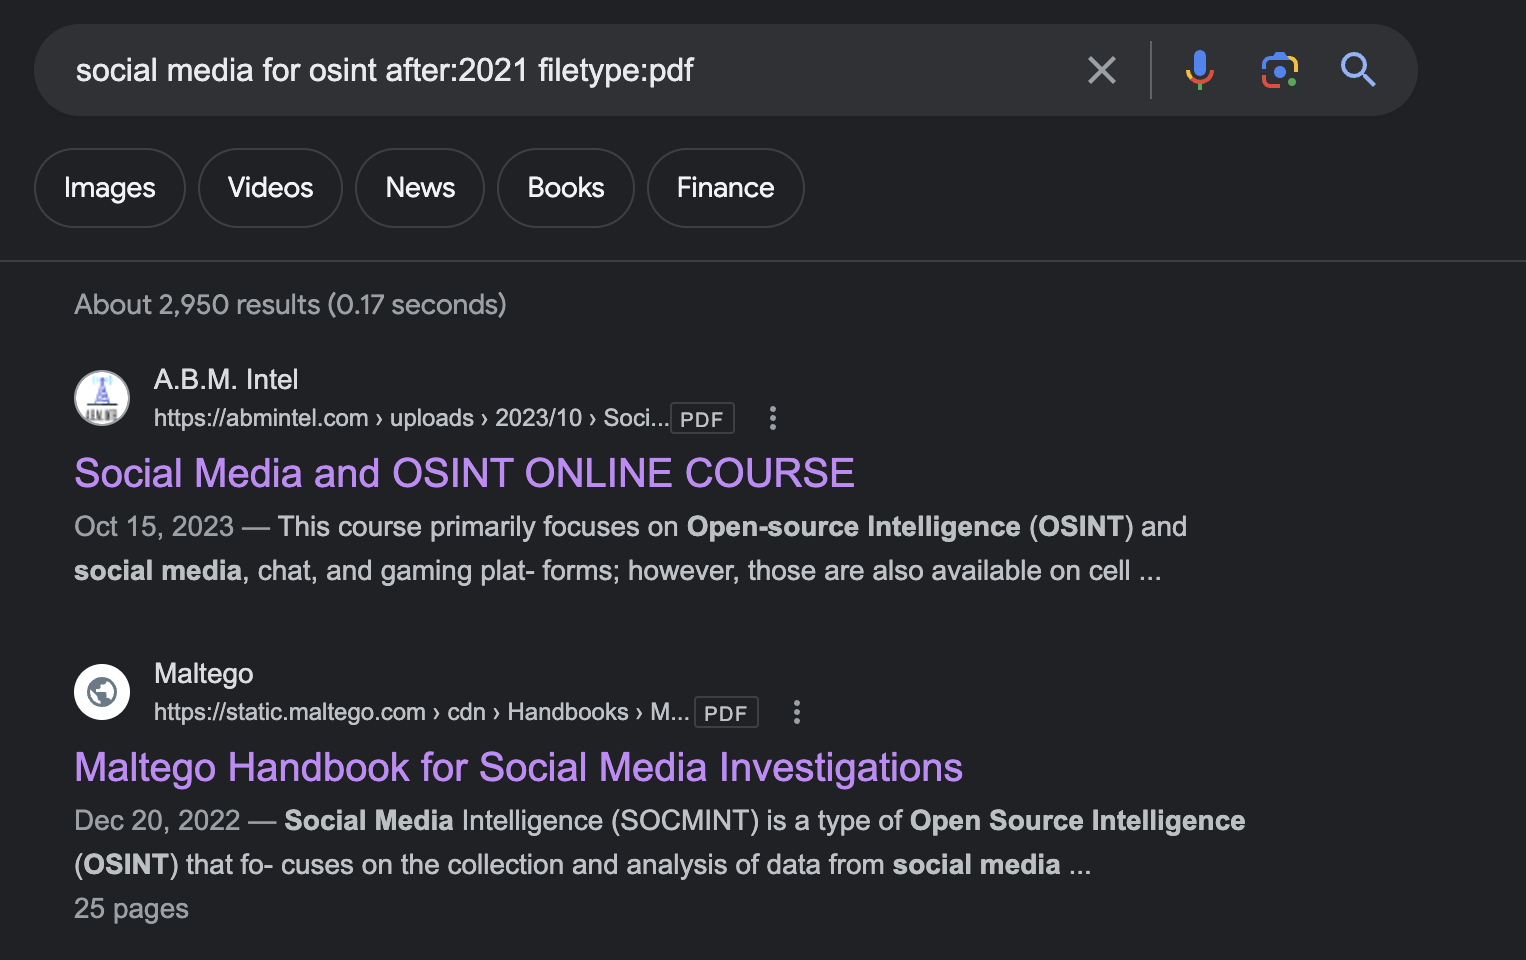 social media for osint after:2021 filetype:pdf
Images Videos News Books Finance
About 2,950 results (0.17 seconds)
A.B.M. Intel
https://abmintel.com › uploads › 2023/10 › Soci... PDF
Social Media and OSINT ONLINE COURSE
Oct 15, 2023 — This course primarily focuses on Open-source Intelligence (OSINT) and
social media, chat, and gaming plat- forms; however, those are also available on cell ...
Maltego
https://static.maltego.com › cdn › Handbooks › M... PDF
Maltego Handbook for Social Media Investigations
Dec 20, 2022 — Social Media Intelligence (SOCMINT) is a type of Open Source Intelligence
(OSINT) that fo- cuses on the collection and analysis of data from social media ...
25 pages